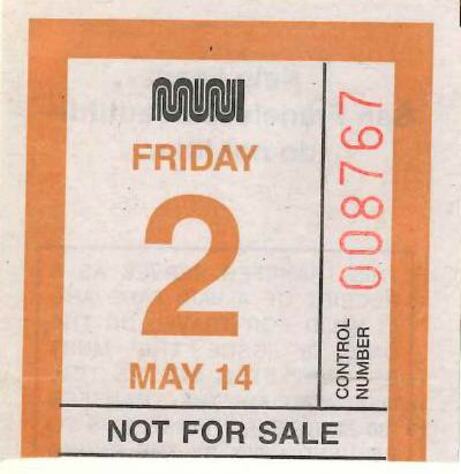 MUNI
FRIDAY
2
MAY 14
CONTROL
NUMBER
008767
NOT FOR SALE